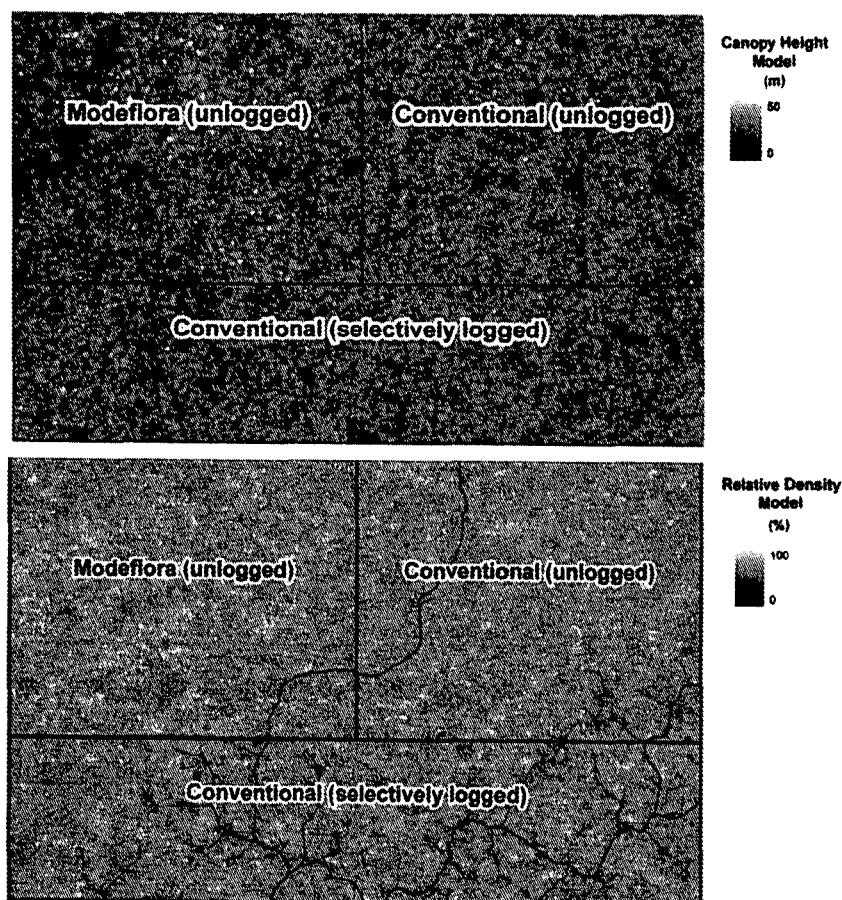 Canopy Height
Model
(m)
50
0
Modeflora (unlogged)
Conventional (unlogged)
Conventional (selectively logged)
Relative Density
Model
(%)
100
0
Modeflora (unlogged)
Conventional (unlogged)
Conventional (selectively logged)